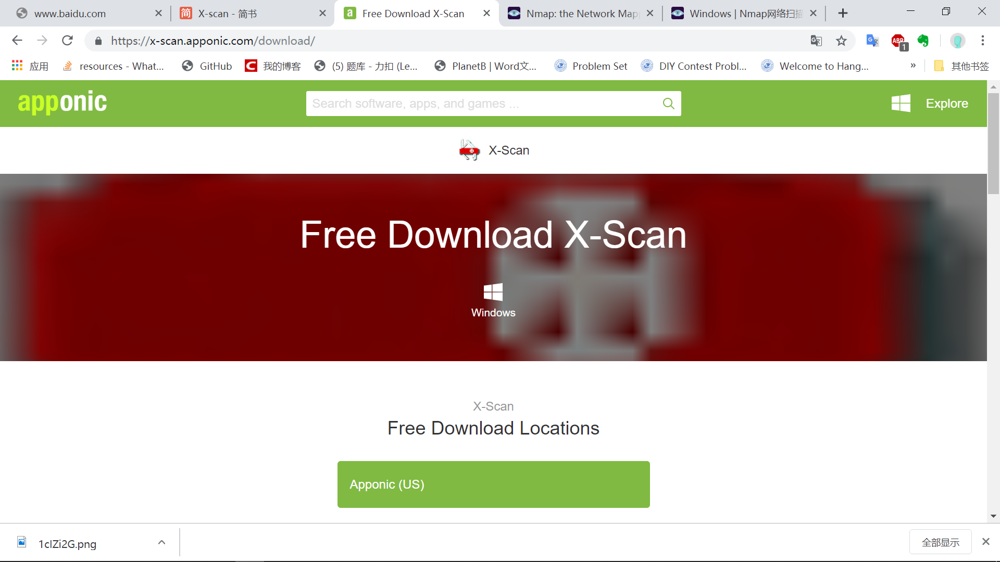 www.baidu.com
X-scan - 简书
Free Download X-Scan
Nmap: the Network Map
Windows | Nmap网络扫描
https://x-scan.apponic.com/download/
ABP
1
应用
resources - What...
GitHub
我的博客
(5) 题库 - 力扣 (Le...
PlanetB | Word文...
Problem Set
DIY Contest Probl...
Welcome to Hang...
»
其他书签
apponic
Search software, apps, and games ...
Explore
X-Scan
Free Download X-Scan
Windows
X-Scan
Free Download Locations
Apponic (US)
1clZi2G.png
全部显示